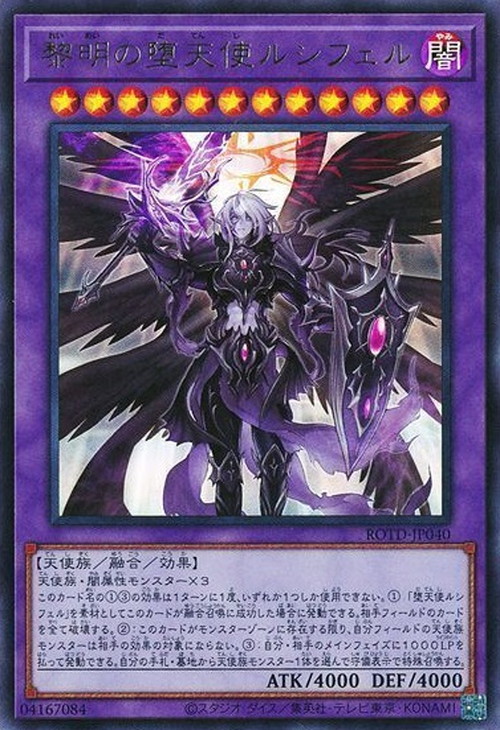 黎明の堕天使ルシフェル
闇
ROTD-JP040
【天使族/融合/効果】
天使族・闇属性モンスター×3
このカード名の①③の効果は1ターンに1度、いずれか1つしか使用できない。①:「堕天使ルシ
フェル」を素材としてこのカードが融合召喚に成功した場合に発動できる。相手フィールドのカード
を全て破壊する。②:このカードがモンスターゾーンに存在する限り、自分フィールドの天使族
モンスターは相手の効果の対象にならない。③:自分・相手のメインフェイズに1000LPを
払って発動できる。自分の手札・墓地から天使族モンスター1体を選んで守備表示で特殊召喚する。
ATK/4000 DEF/4000
04167084 ©スタジオ・ダイス/集英社・テレビ東京・KONAMI